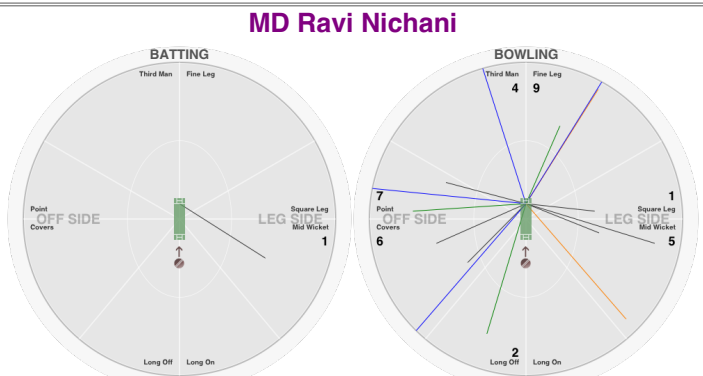 MD Ravi Nichani
BATTING
Third Man Fine Leg
Point
OFF SIDE
Covers
Square Leg
LEG SIDE
Mid Wicket
1
Long Off Long On
BOWLING
Third Man Fine Leg
4 9
7
Point
OFF SIDE
Covers
6
1
Square Leg
LEG SIDE
Mid Wicket
5
2
Long Off Long On